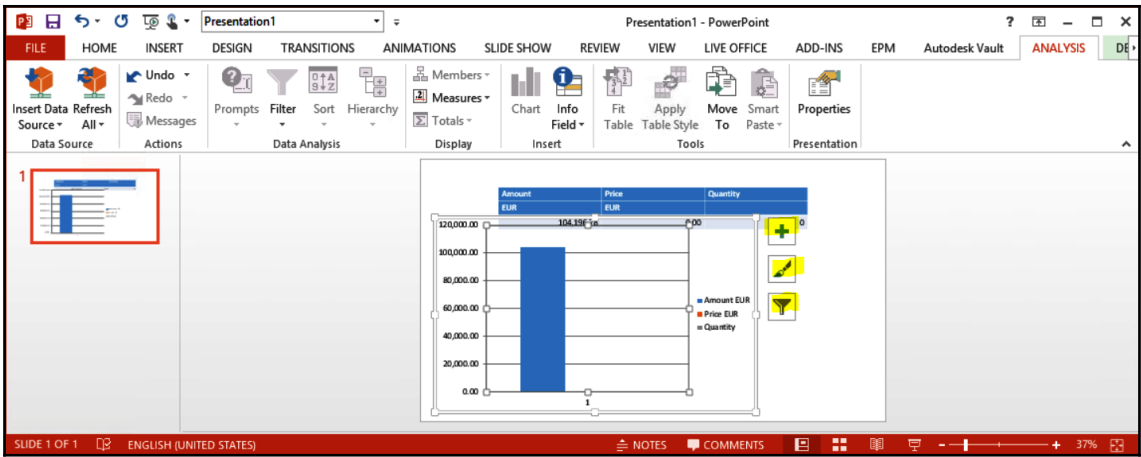 Presentation1
Presentation1 - PowerPoint
?
FILE HOME INSERT DESIGN TRANSITIONS ANIMATIONS SLIDE SHOW REVIEW VIEW LIVE OFFICE ADD-INS EPM Autodesk Vault ANALYSIS
Insert Data Source
Refresh All
Undo
Redo
Messages
Prompts
Filter
Sort
Hierarchy
Members
Measures
Totals
Chart
Info Field
Fit Table
Apply Table Style
Move To
Smart Paste
Properties
Data Source
Actions
Data Analysis
Display
Insert
Tools
Presentation
1
Amount Price Quantity
EUR EUR
120,000.00
100,000.00
80,000.00
60,000.00
40,000.00
20,000.00
0.00
1
Amount EUR
Price EUR
Quantity
SLIDE 1 OF 1 ENGLISH (UNITED STATES) NOTES COMMENTS 37%